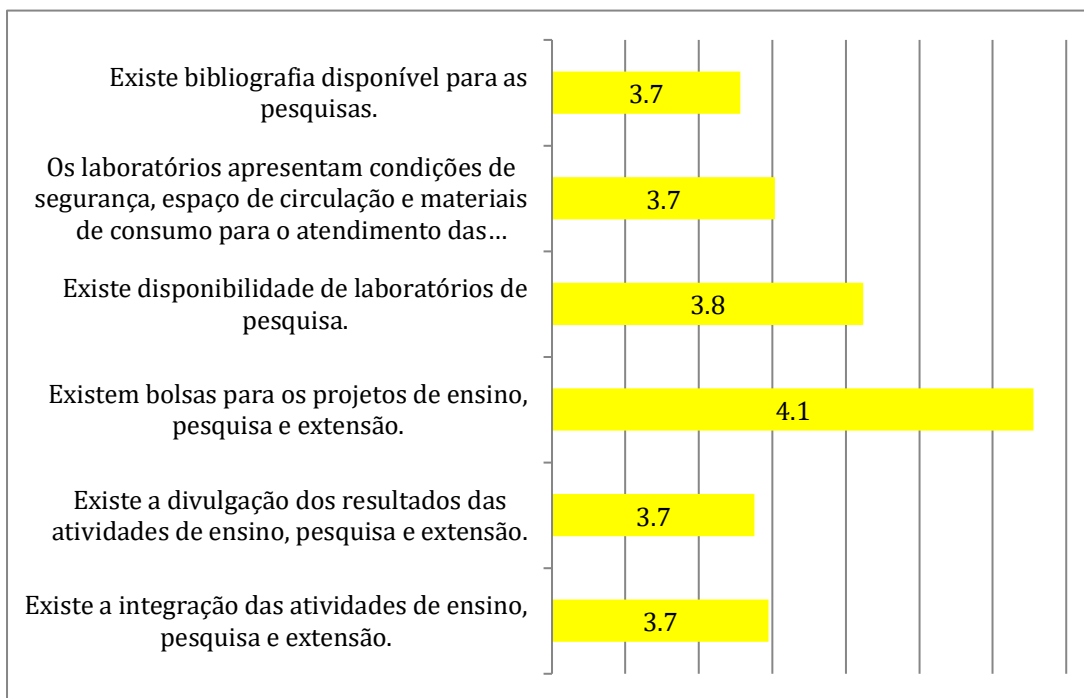 Existe bibliografia disponível para as
pesquisas.
3.7
Os laboratórios apresentam condições de
segurança, espaço de circulação e materiais
de consumo para o atendimento das…
3.7
Existe disponibilidade de laboratórios de
pesquisa.
3.8
Existem bolsas para os projetos de ensino,
pesquisa e extensão.
4.1
Existe a divulgação dos resultados das
atividades de ensino, pesquisa e extensão.
3.7
Existe a integração das atividades de ensino,
pesquisa e extensão.
3.7